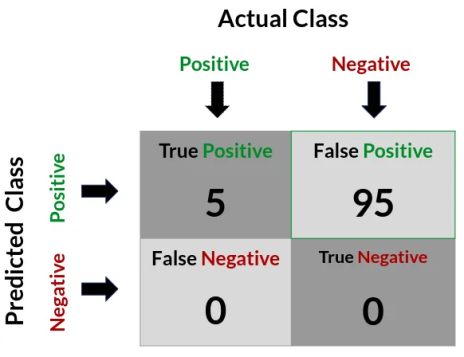 Actual Class
Positive Negative
Predicted Class
Positive
True Positive False Positive
5 95
Negative
False Negative True Negative
0 0